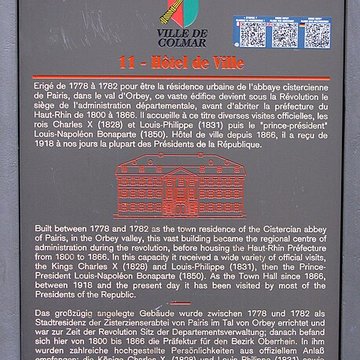 VILLE DE
COLMAR
11 - Hôtel de Ville
Erigé de 1778 à 1782 pour être la résidence urbaine de l'abbaye cistercienne
de Pairis, dans le val d'Orbey, ce vaste édifice devient sous la Révolution le
siège de l'administration départementale, avant d'abriter la préfecture du
Haut-Rhin de 1800 à 1866. Il accueille à ce titre diverses visites officielles, les
rois Charles X (1828) et Louis-Philippe (1831) puis le "prince-président"
Louis-Napoléon Bonaparte (1850). Hôtel de ville depuis 1866, il a reçu de
1918 à nos jours la plupart des Présidents de la République.
Built between 1778 and 1782 as the town residence of the Cistercian abbey
of Pairis, in the Orbey valley, this vast building became the regional centre of
administration during the revolution, before housing the Haut-Rhin Préfecture
from 1800 to 1866. In this capacity it received a wide variety of official visits,
the Kings Charles X (1828) and Louis-Philippe (1831), then the Prince-
President Louis-Napoléon Bonaparte (1850). As the Town Hall since 1866,
between 1918 and the present day it has been visited by most of the
Presidents of the Republic.
Das großzügig angelegte Gebäude wurde zwischen 1778 und 1782 als
Stadtresidenz der Zisterzienserabtei von Pairis im Tal von Orbey errichtet und
war zur Zeit der Revolution Sitz der Departementsverwaltung; danach befand
sich hier von 1800 bis 1866 die Präfektur für den Bezirk Oberrhein. In ihm
wurden zahlreiche hochgestellte Persönlichkeiten aus offiziellem Anlaß
empfangen: die Könige Charles X (1828) und Louis-Philippe (1831) sowie